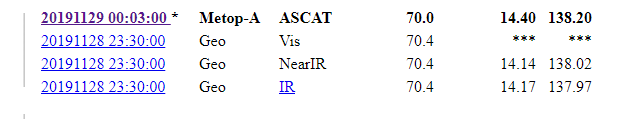 20191129 00:03:00 * Metop-A ASCAT 70.0 14.40 138.20
20191128 23:30:00 Geo Vis 70.4 *** ***
20191128 23:30:00 Geo NearIR 70.4 14.14 138.02
20191128 23:30:00 Geo IR 70.4 14.17 137.97